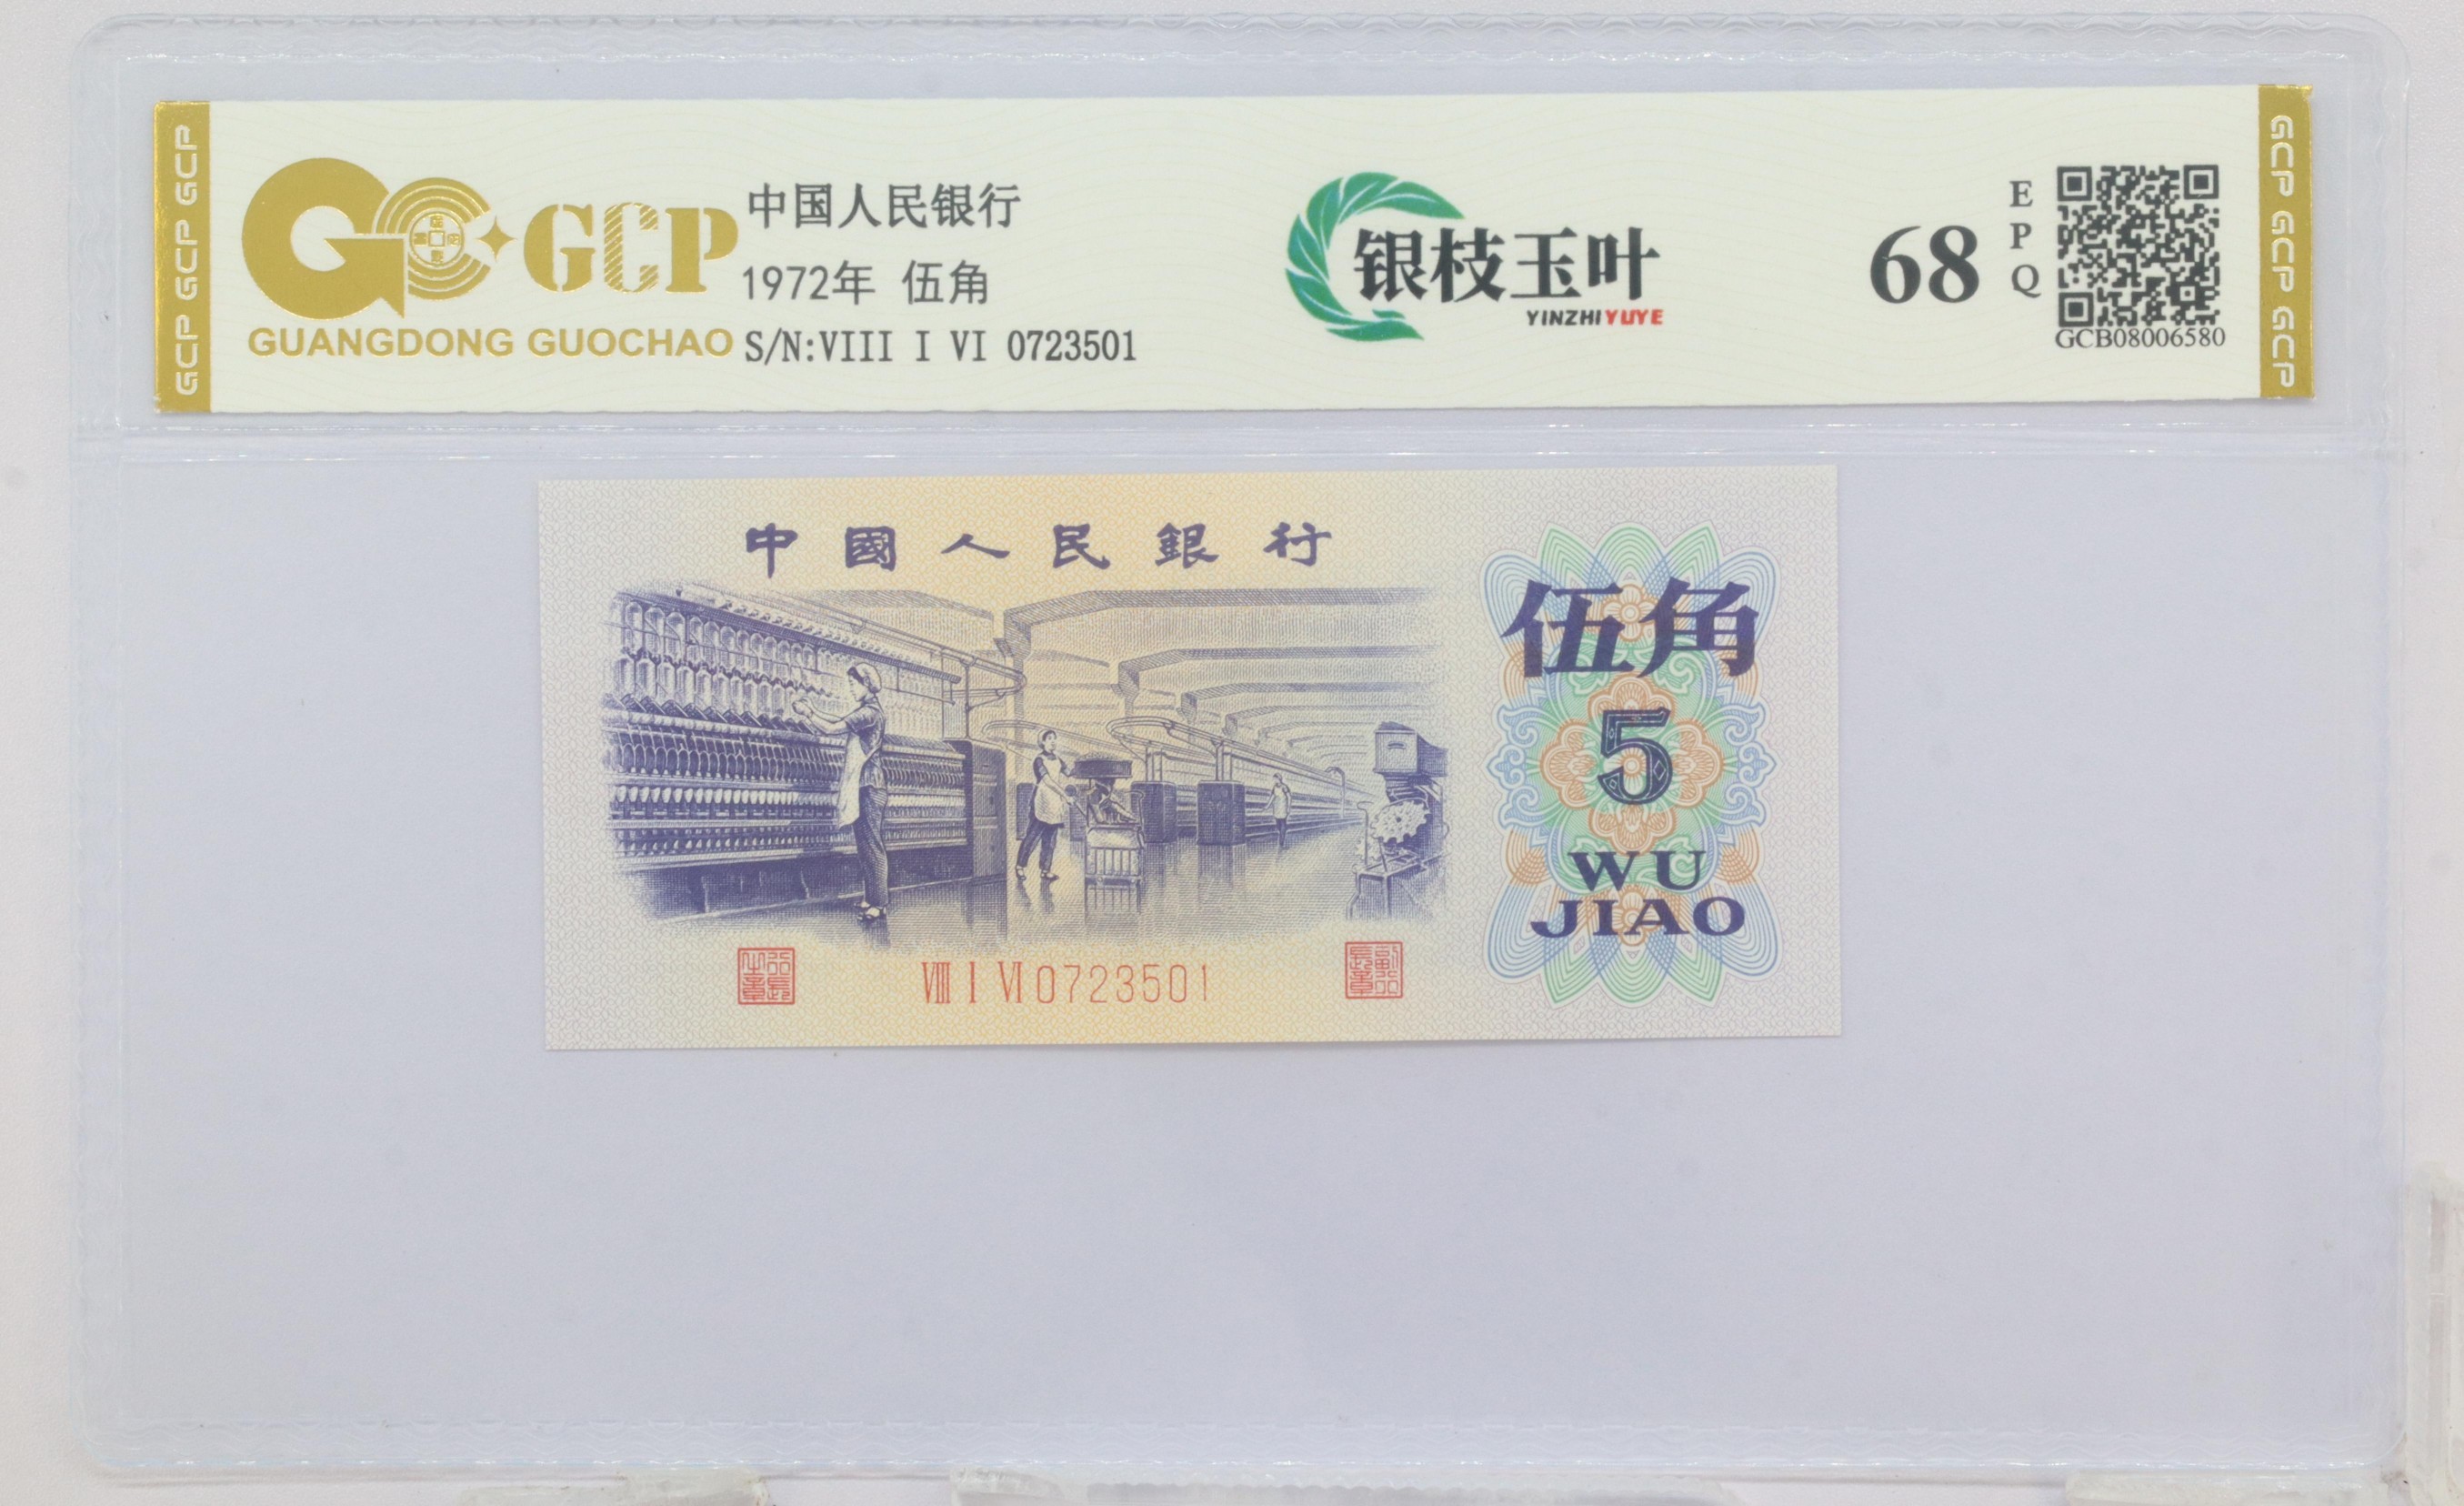 GCP GCP GCP
GCP
GUANGDONG GUOCHAO
中国人民银行
1972年 伍角
S/N:VIII I VI 0723501
银枝玉叶
YINZHIYUYE
68
EPQ
GCB08006580
GCP GCP GCP
中國人民銀行
伍角
5
WU
JIAO
VIII I VI 0723501